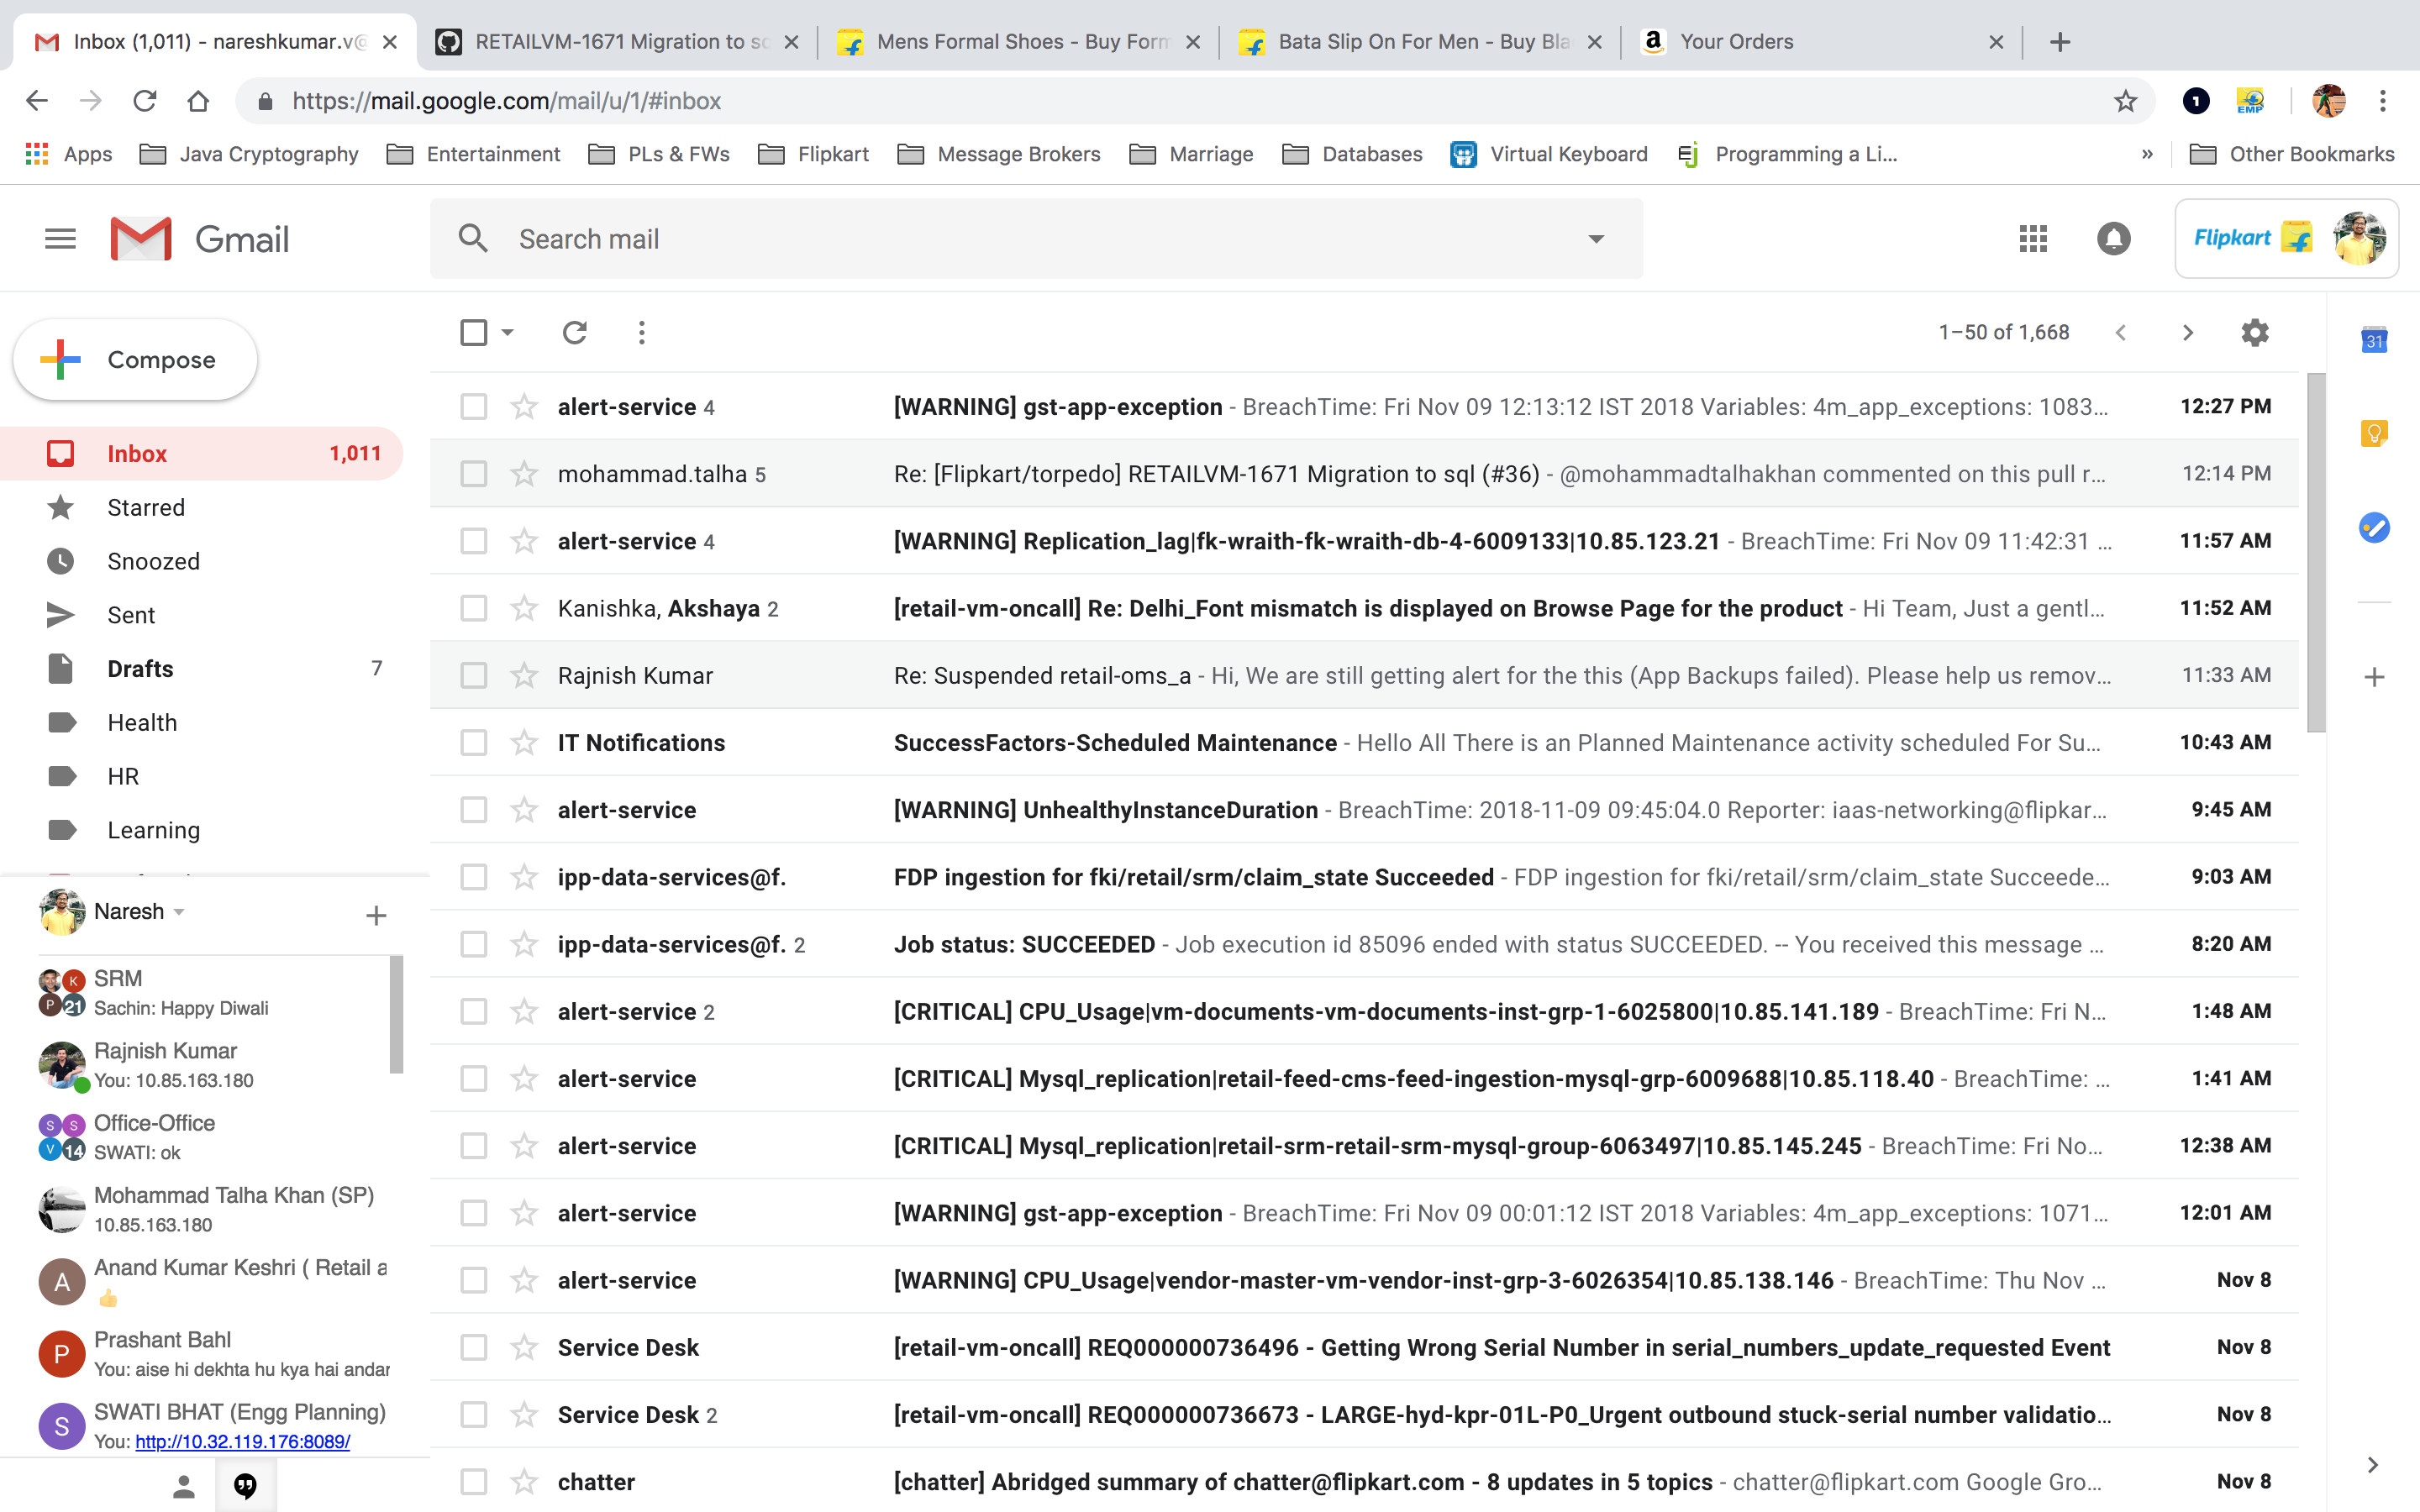 Inbox (1,011) - nareshkumar.v@
RETAILVM-1671 Migration to sc
Mens Formal Shoes - Buy Form
Bata Slip On For Men - Buy Bla
Your Orders
https://mail.google.com/mail/u/1/#inbox
Apps Java Cryptography Entertainment PLs & FWs Flipkart Message Brokers Marriage Databases Virtual Keyboard Programming a Li... » Other Bookmarks
Gmail
Search mail
Flipkart
Compose
1–50 of 1,668
31
Inbox 1,011
Starred
Snoozed
Sent
Drafts 7
Health
HR
Learning
alert-service 4 [WARNING] gst-app-exception - BreachTime: Fri Nov 09 12:13:12 IST 2018 Variables: 4m_app_exceptions: 1083... 12:27 PM
mohammad.talha 5 Re: [Flipkart/torpedo] RETAILVM-1671 Migration to sql (#36) - @mohammadtalhakhan commented on this pull r... 12:14 PM
alert-service 4 [WARNING] Replication_lag|fk-wraith-fk-wraith-db-4-6009133|10.85.123.21 - BreachTime: Fri Nov 09 11:42:31 ... 11:57 AM
Kanishka, Akshaya 2 [retail-vm-oncall] Re: Delhi_Font mismatch is displayed on Browse Page for the product - Hi Team, Just a gentl... 11:52 AM
Rajnish Kumar Re: Suspended retail-oms_a - Hi, We are still getting alert for the this (App Backups failed). Please help us remov... 11:33 AM
IT Notifications SuccessFactors-Scheduled Maintenance - Hello All There is an Planned Maintenance activity scheduled For Su... 10:43 AM
alert-service [WARNING] UnhealthyInstanceDuration - BreachTime: 2018-11-09 09:45:04.0 Reporter: iaas-networking@flipkar... 9:45 AM
ipp-data-services@f. FDP ingestion for fki/retail/srm/claim_state Succeeded - FDP ingestion for fki/retail/srm/claim_state Succeede... 9:03 AM
ipp-data-services@f. 2 Job status: SUCCEEDED - Job execution id 85096 ended with status SUCCEEDED. -- You received this message ... 8:20 AM
alert-service 2 [CRITICAL] CPU_Usage|vm-documents-vm-documents-inst-grp-1-6025800|10.85.141.189 - BreachTime: Fri N... 1:48 AM
alert-service [CRITICAL] Mysql_replication|retail-feed-cms-feed-ingestion-mysql-grp-6009688|10.85.118.40 - BreachTime: ... 1:41 AM
alert-service [CRITICAL] Mysql_replication|retail-srm-retail-srm-mysql-group-6063497|10.85.145.245 - BreachTime: Fri No... 12:38 AM
alert-service [WARNING] gst-app-exception - BreachTime: Fri Nov 09 00:01:12 IST 2018 Variables: 4m_app_exceptions: 1071... 12:01 AM
alert-service [WARNING] CPU_Usage|vendor-master-vm-vendor-inst-grp-3-6026354|10.85.138.146 - BreachTime: Thu Nov ... Nov 8
Service Desk [retail-vm-oncall] REQ000000736496 - Getting Wrong Serial Number in serial_numbers_update_requested Event Nov 8
Service Desk 2 [retail-vm-oncall] REQ000000736673 - LARGE-hyd-kpr-01L-P0_Urgent outbound stuck-serial number validatio... Nov 8
chatter [chatter] Abridged summary of chatter@flipkart.com - 8 updates in 5 topics - chatter@flipkart.com Google Gro... Nov 8
Naresh
K
P 21
SRM
Sachin: Happy Diwali
Rajnish Kumar
You: 10.85.163.180
S S
V 14
Office-Office
SWATI: ok
Mohammad Talha Khan (SP)
10.85.163.180
A
Anand Kumar Keshri ( Retail a
P
Prashant Bahl
You: aise hi dekhta hu kya hai andar
S
SWATI BHAT (Engg Planning)
You: http://10.32.119.176:8089/
1
EMP